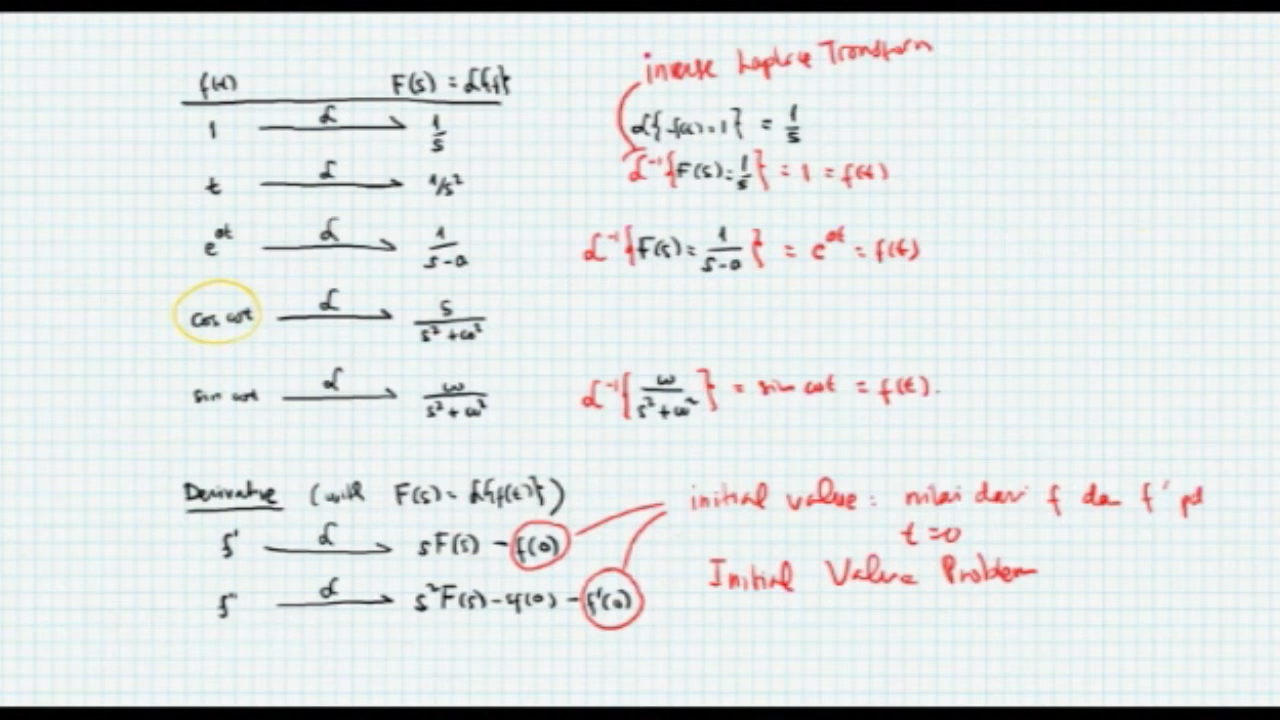 inverse Laplace Transform
f(t) F(s) = ℒ{f}
1 ℒ→ 1/s ℒ{f(t)=1} = 1/s
ℒ⁻¹{F(s)=1/s} = 1 = f(t)
t ℒ→ 1/s²
e^at ℒ→ 1/(s-a) ℒ⁻¹{F(s)=1/(s-a)} = e^at = f(t)
cos ωt ℒ→ s/(s²+ω²)
sin ωt ℒ→ ω/(s²+ω²) ℒ⁻¹{ω/(s²+ω²)} = sin ωt = f(t).
Derivative (with F(s) = ℒ{f(t)}) initial value : nilai dari f dan f' pd
t=0
f' ℒ→ sF(s) - f(0)
Initial Value Problem
f'' ℒ→ s²F(s) - sf(0) - f'(0)